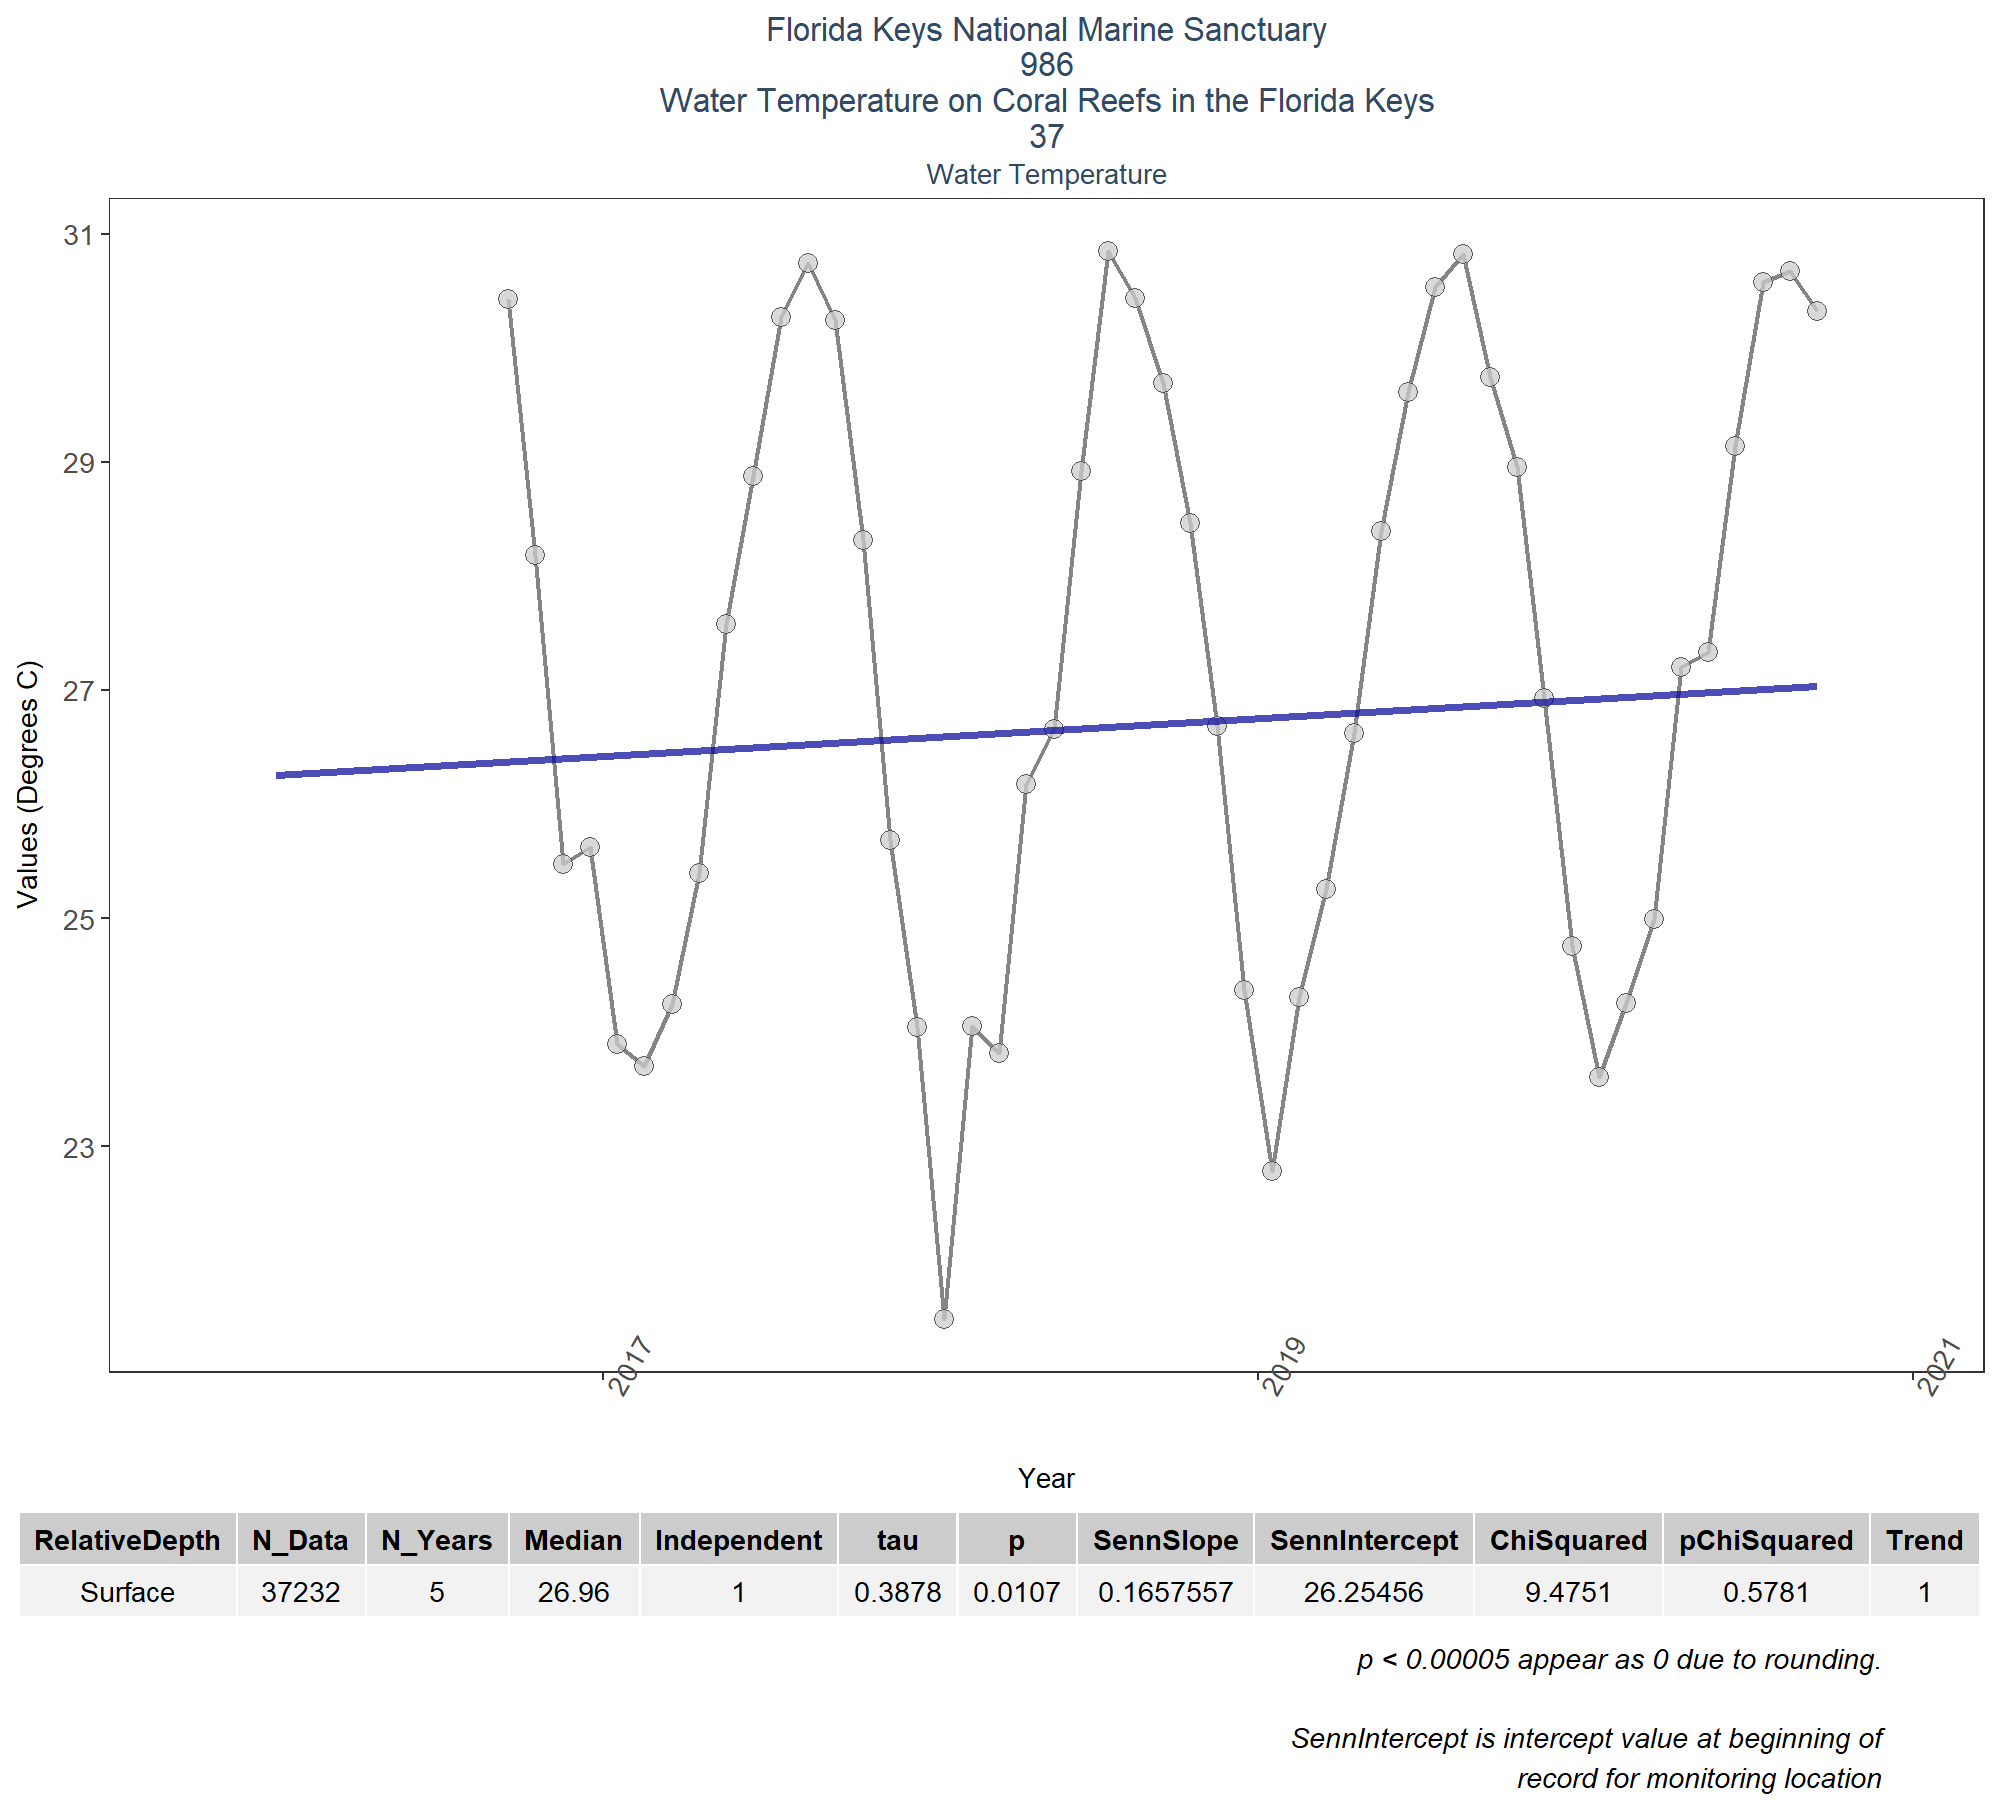 Florida Keys National Marine Sanctuary
986
Water Temperature on Coral Reefs in the Florida Keys
37
Water Temperature
31
29
27
25
23
Values (Degrees C)
2017
2019
2021
Year
RelativeDepth N_Data N_Years Median Independent tau p SennSlope SennIntercept ChiSquared pChiSquared Trend
Surface 37232 5 26.96 1 0.3878 0.0107 0.1657557 26.25456 9.4751 0.5781 1
p < 0.00005 appear as 0 due to rounding.
SennIntercept is intercept value at beginning of
record for monitoring location